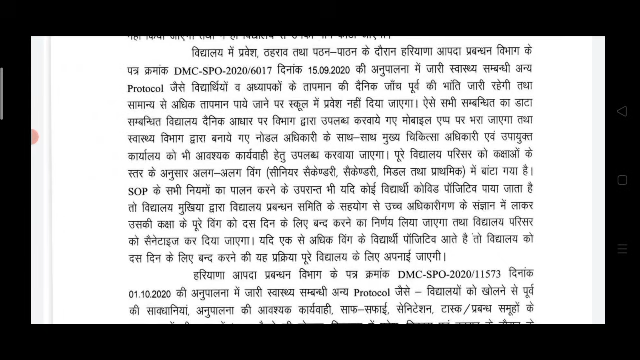 नहीं किया जाएगा तथा न ही विद्यालय से उनका नाम काटा जाएगा।
विद्यालय में प्रवेश, ठहराव तथा पठन-पाठन के दौरान हरियाणा आपदा प्रबन्धन विभाग के
पत्र क्रमांक DMC-SPO-2020/6017 दिनांक 15.09.2020 की अनुपालना में जारी स्वास्थ्य सम्बन्धी अन्य
Protocol जैसे विद्यार्थियों व अध्यापकों के तापमान की दैनिक जाँच पूर्व की भांति जारी रहेगी तथा
सामान्य से अधिक तापमान पाये जाने पर स्कूल में प्रवेश नहीं दिया जाएगा। ऐसे सभी सम्बन्धित का डाटा
सम्बन्धित विद्यालय दैनिक आधार पर विभाग द्वारा उपलब्ध करवाये गए मोबाइल एप्प पर भरा जाएगा तथा
स्वास्थ्य विभाग द्वारा बनाये गए नोडल अधिकारी के साथ-साथ मुख्य चिकित्सा अधिकारी एवं उपायुक्त
कार्यालय को भी आवश्यक कार्यवाही हेतु उपलब्ध करवाया जाएगा। पूरे विद्यालय परिसर को कक्षाओं के
स्तर के अनुसार अलग-अलग विंग (सीनियर सैकेण्डरी, सैकेण्डरी, मिडल तथा प्राथमिक) में बांटा गया है।
SOP के सभी नियमों का पालन करने के उपरान्त भी यदि कोई विद्यार्थी कोविड पॉजिटिव पाया जाता है
तो विद्यालय मुखिया द्वारा विद्यालय प्रबन्धन समिति के सहयोग से उच्च अधिकारीगण के संज्ञान में लाकर
उसकी कक्षा के पूरे विंग को दस दिन के लिए बन्द करने का निर्णय लिया जाएगा तथा विद्यालय परिसर
को सैनेटाइज कर दिया जाएगा। यदि एक से अधिक विंग के विद्यार्थी पॉजिटिव आते है तो विद्यालय को
दस दिन के लिए बन्द करने की यह प्रक्रिया पूरे विद्यालय के लिए अपनाई जाएगी।
हरियाणा आपदा प्रबन्धन विभाग के पत्र क्रमांक DMC-SPO-2020/11573 दिनांक
01.10.2020 की अनुपालना में जारी स्वास्थ्य सम्बन्धी अन्य Protocol जैसे – विद्यालयों को खोलने से पूर्व
की सावधानियां, अनुपालना की आवश्यक कार्यवाही, साफ-सफाई, सेनिटेशन, टास्क/प्रबन्ध समूहों के